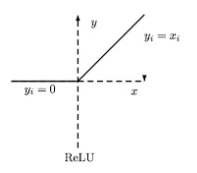 y
y_i = x_i
y_i = 0
x
ReLU